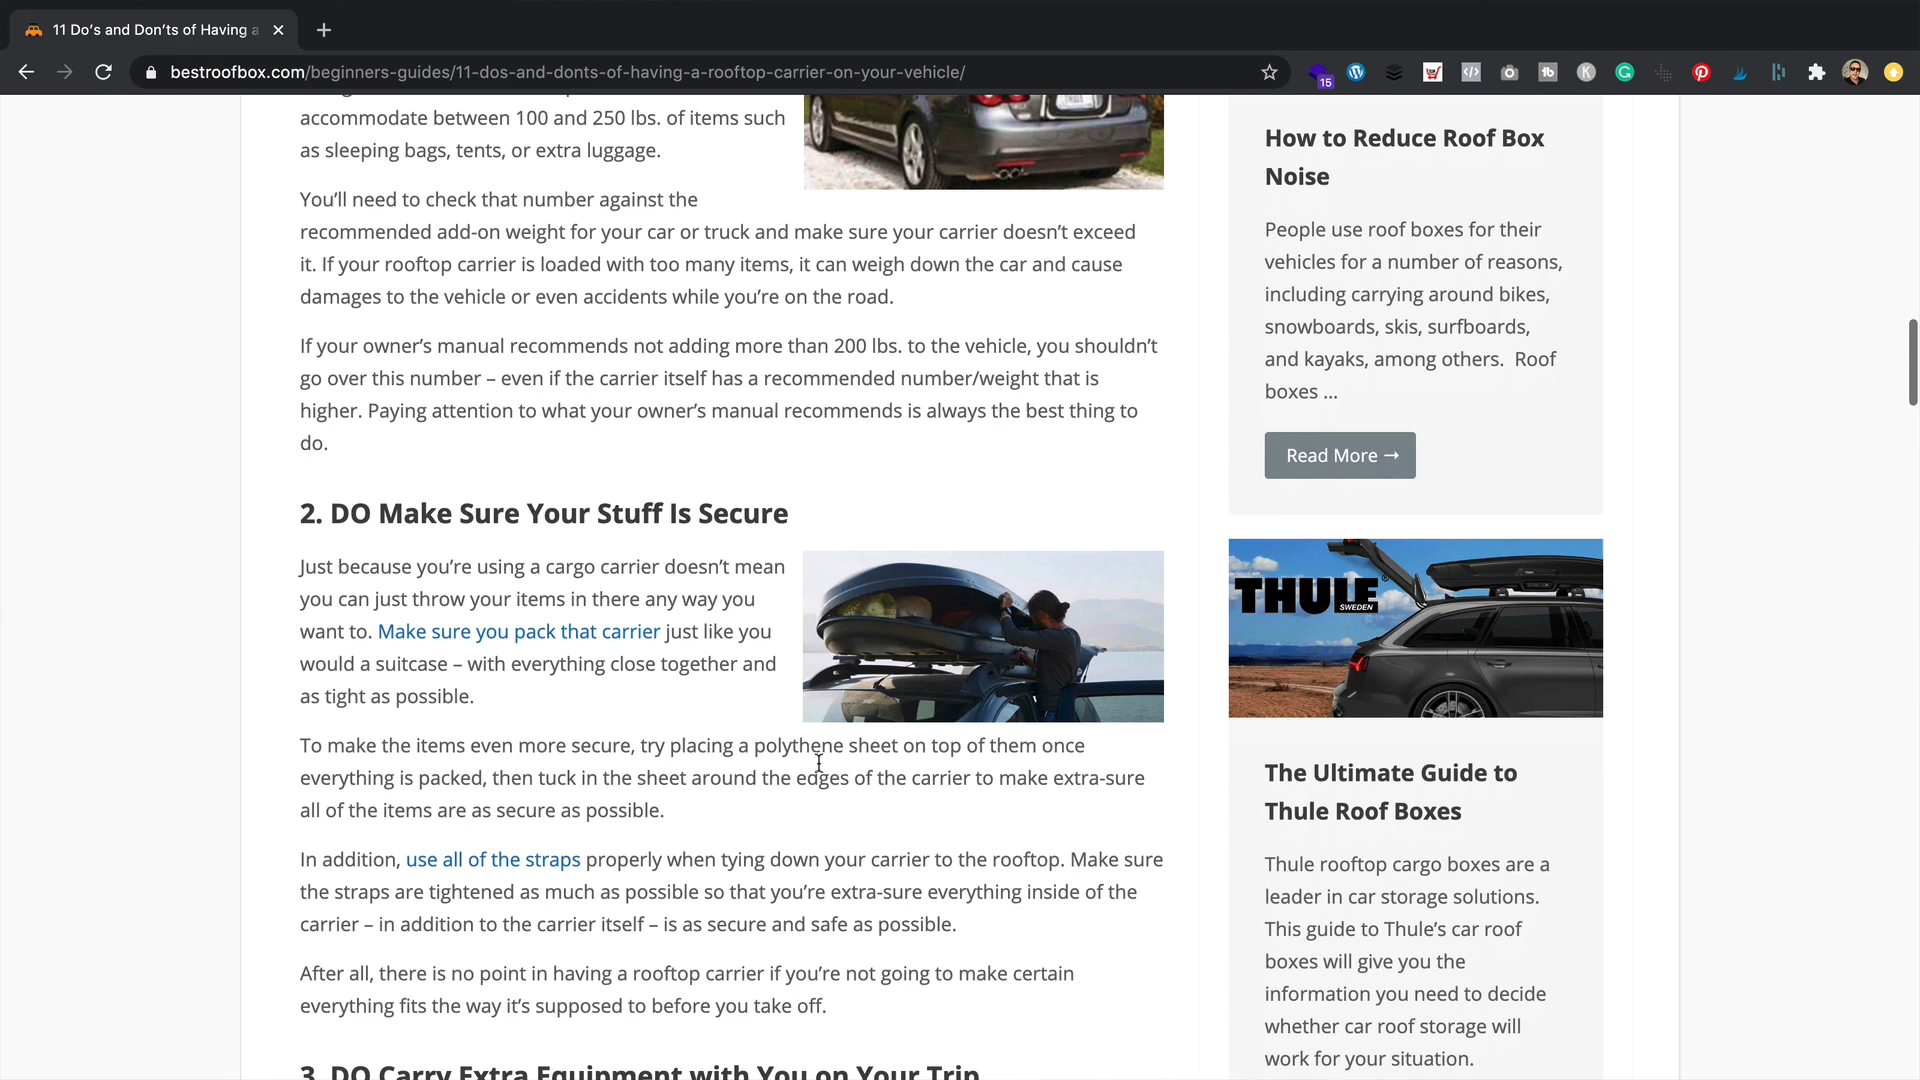 11 Do's and Don'ts of Having a
bestroofbox.com/beginners-guides/11-dos-and-donts-of-having-a-rooftop-carrier-on-your-vehicle/
15
accommodate between 100 and 250 lbs. of items such
as sleeping bags, tents, or extra luggage.
You'll need to check that number against the
recommended add-on weight for your car or truck and make sure your carrier doesn't exceed
it. If your rooftop carrier is loaded with too many items, it can weigh down the car and cause
damages to the vehicle or even accidents while you're on the road.
If your owner's manual recommends not adding more than 200 lbs. to the vehicle, you shouldn't
go over this number – even if the carrier itself has a recommended number/weight that is
higher. Paying attention to what your owner's manual recommends is always the best thing to
do.
2. DO Make Sure Your Stuff Is Secure
Just because you're using a cargo carrier doesn't mean
you can just throw your items in there any way you
want to. Make sure you pack that carrier just like you
would a suitcase – with everything close together and
as tight as possible.
To make the items even more secure, try placing a polythene sheet on top of them once
everything is packed, then tuck in the sheet around the edges of the carrier to make extra-sure
all of the items are as secure as possible.
In addition, use all of the straps properly when tying down your carrier to the rooftop. Make sure
the straps are tightened as much as possible so that you're extra-sure everything inside of the
carrier – in addition to the carrier itself – is as secure and safe as possible.
After all, there is no point in having a rooftop carrier if you're not going to make certain
everything fits the way it's supposed to before you take off.
3. DO Carry Extra Equipment with You on Your Trip
How to Reduce Roof Box
Noise
People use roof boxes for their
vehicles for a number of reasons,
including carrying around bikes,
snowboards, skis, surfboards,
and kayaks, among others. Roof
boxes ...
Read More →
THULE
SWEDEN
The Ultimate Guide to
Thule Roof Boxes
Thule rooftop cargo boxes are a
leader in car storage solutions.
This guide to Thule's car roof
boxes will give you the
information you need to decide
whether car roof storage will
work for your situation.